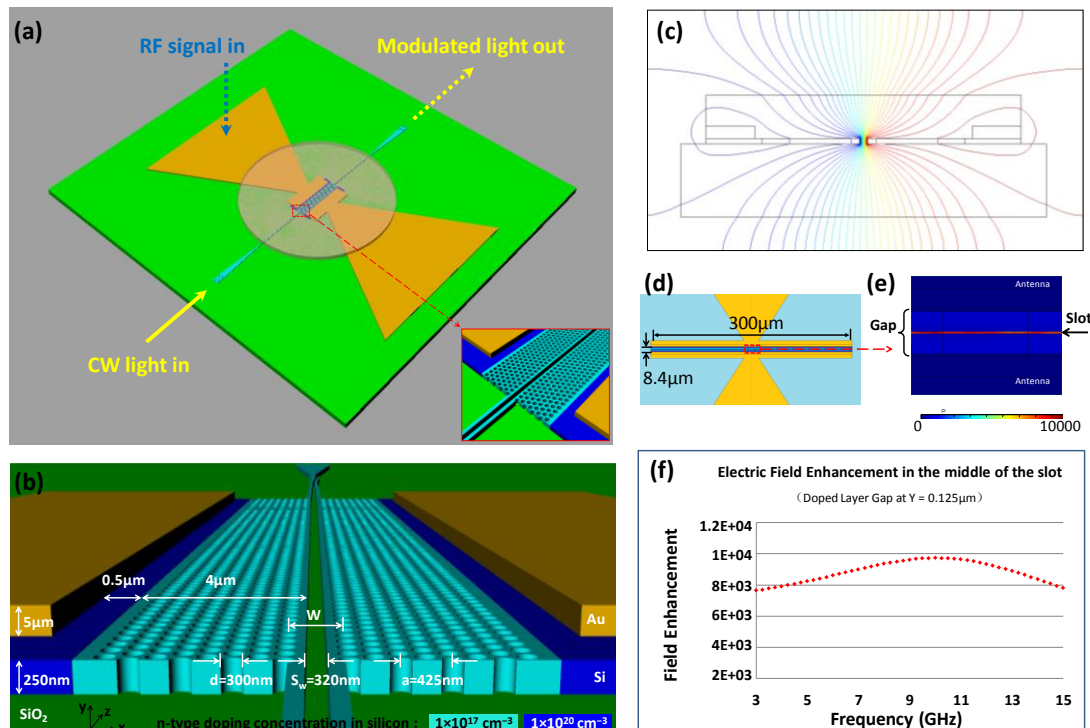 (a)
RF signal in
Modulated light out
CW light in
(b)
0.5μm
4μm
W
5μm
Au
250nm
d=300nm
Sw=320nm
a=425nm
Si
SiO2
y
z
x
n-type doping concentration in silicon :
1×10¹⁷ cm⁻³
1×10²⁰ cm⁻³
(c)
(d)
300μm
8.4μm
(e)
Antenna
Gap
Slot
Antenna
0
10000
(f)
Electric Field Enhancement in the middle of the slot
(Doped Layer Gap at Y = 0.125μm)
Field Enhancement
1.2E+04
1E+04
8E+03
6E+03
4E+03
2E+03
3
5
7
9
11
13
15
Frequency (GHz)